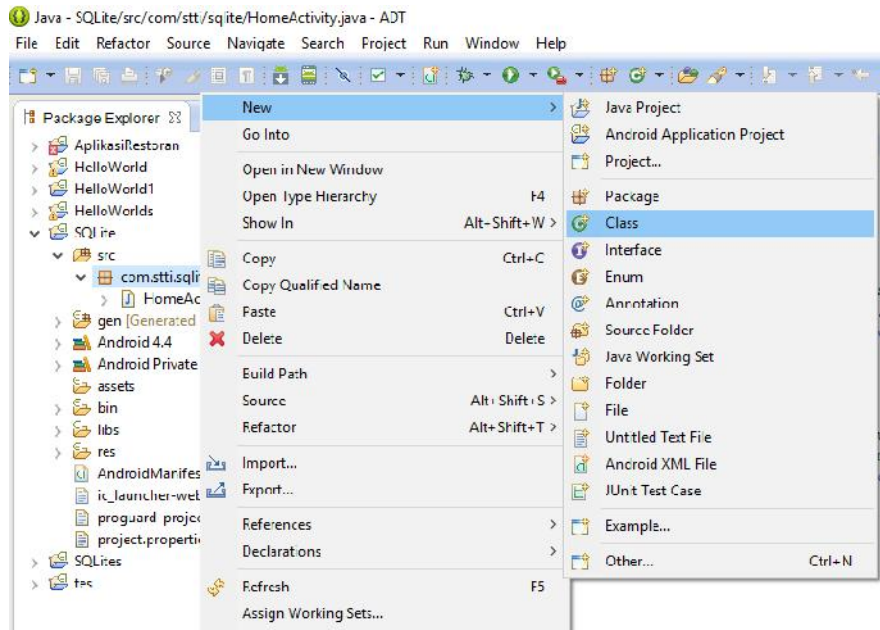 Java - SQLite/src/com/stti/sqlite/HomeActivity.java - ADT
File Edit Refactor Source Navigate Search Project Run Window Help
Package Explorer
AplikasiRestoran
HelloWorld
HelloWorld1
HelloWorlds
SQLite
src
com.stti.sqlit
HomeAc
gen [Generated
Android 4.4
Android Private
assets
bin
libs
res
AndroidManifes
ic_launcher-web
proguard-projec
project.properti
SQLites
tes
New
Go Into
Open in New Window
Open Type Hierarchy F4
Show In Alt+Shift+W >
Copy Ctrl+C
Copy Qualified Name
Paste Ctrl+V
Delete Delete
Build Path >
Source Alt+Shift+S >
Refactor Alt+Shift+T >
Import...
Export...
References >
Declarations >
Refresh F5
Assign Working Sets...
Java Project
Android Application Project
Project...
Package
Class
Interface
Enum
Annotation
Source Folder
Java Working Set
Folder
File
Untitled Text File
Android XML File
JUnit Test Case
Example...
Other... Ctrl+N